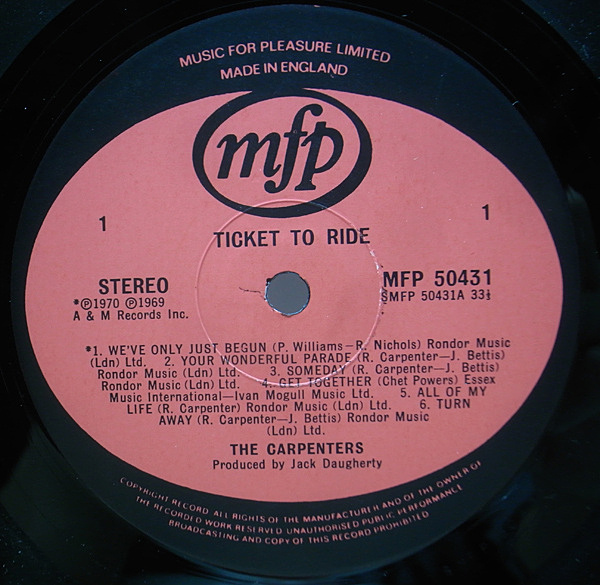 MUSIC FOR PLEASURE LIMITED
MADE IN ENGLAND
mfp
1
1
TICKET TO RIDE
STEREO
MFP 50431
*Ⓟ1970 Ⓟ1969
SMFP 50431A 33⅓
A & M Records Inc.
*1. WE'VE ONLY JUST BEGUN (P. Williams—R. Nichols) Rondor Music
(Ldn) Ltd. 2. YOUR WONDERFUL PARADE (R. Carpenter—J. Bettis)
Rondor Music (Ldn) Ltd. 3. SOMEDAY (R. Carpenter—J. Bettis)
Rondor Music (Ldn) Ltd. 4. GET TOGETHER (Chet Powers) Essex
Music International—Ivan Mogull Music Ltd. 5. ALL OF MY
LIFE (R. Carpenter) Rondor Music (Ldn) Ltd. 6. TURN
AWAY (R. Carpenter—J. Bettis) Rondor Music
(Ldn) Ltd.
THE CARPENTERS
Produced by Jack Daugherty
COPYRIGHT RECORD ALL RIGHTS OF THE MANUFACTURER AND OF THE OWNER OF
THE RECORDED WORK RESERVED UNAUTHORISED PUBLIC PERFORMANCE
BROADCASTING AND COPY OF THIS RECORD PROHIBITED